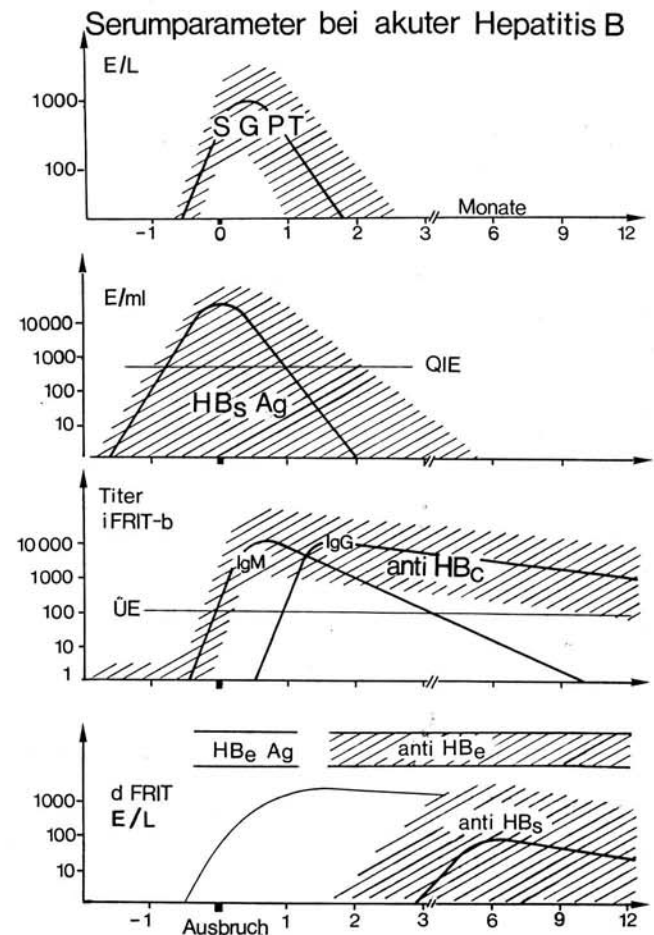 Serumparameter bei akuter Hepatitis B
E/L
1000
100
SGPT
Monate
-1 0 1 2 3 6 9 12
E/ml
10000
1000
100
10
QIE
HBs Ag
Titer
iFRIT-b
10000
1000
100
10
1
IgM
IgG
anti HBc
ÜE
HBe Ag
anti HBe
d FRIT
E/L
1000
100
10
anti HBs
-1 1 2 3 6 9 12
Ausbruch